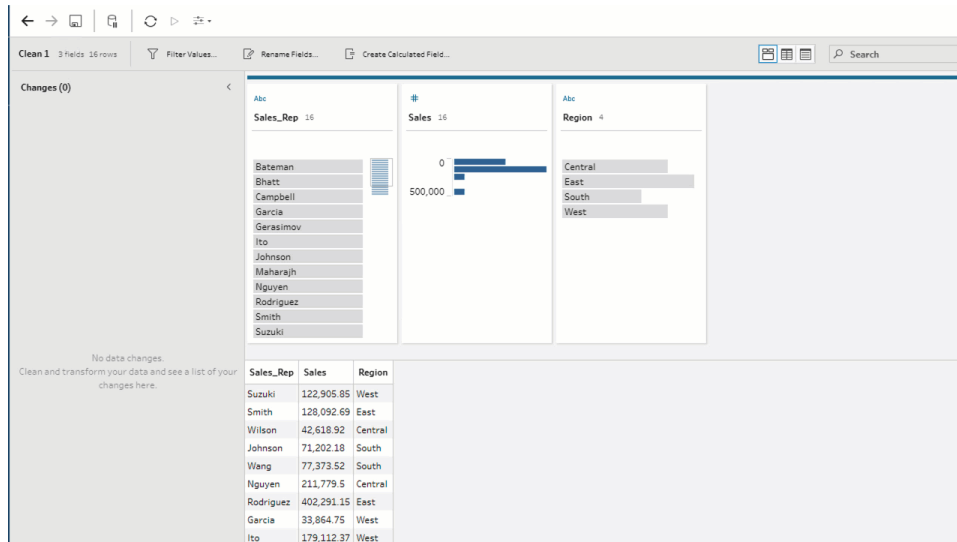 Clean 1 3 fields 16 rows Filter Values... Rename Fields... Create Calculated Field... Search
Changes (0)
No data changes.
Clean and transform your data and see a list of your
changes here.
Abc
Sales_Rep 16
Bateman
Bhatt
Campbell
Garcia
Gerasimov
Ito
Johnson
Maharajh
Nguyen
Rodriguez
Smith
Suzuki
#
Sales 16
0
500,000
Abc
Region 4
Central
East
South
West
Sales_Rep Sales Region
Suzuki 122,905.85 West
Smith 128,092.69 East
Wilson 42,618.92 Central
Johnson 71,202.18 South
Wang 77,373.52 South
Nguyen 211,779.5 Central
Rodriguez 402,291.15 East
Garcia 33,864.75 West
Ito 179,112.37 West